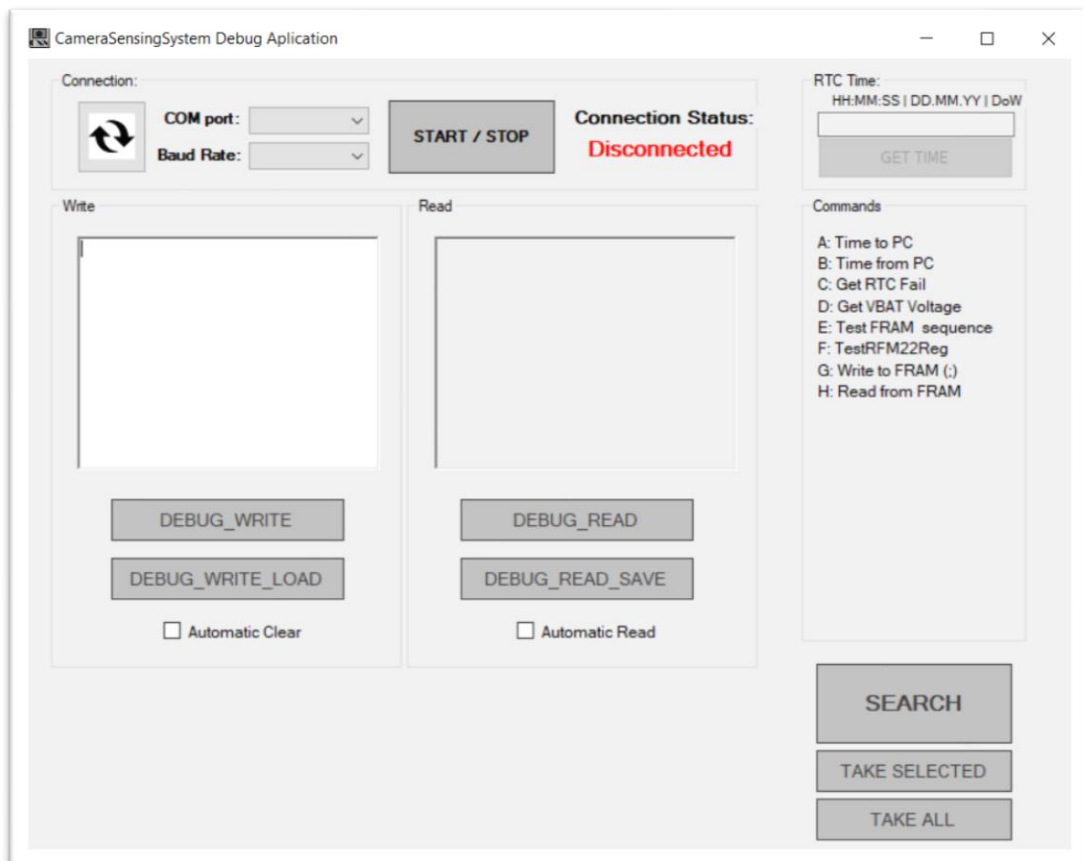 CameraSensingSystem Debug Aplication
Connection:
COM port:
Baud Rate:
START / STOP
Connection Status:
Disconnected
RTC Time:
HH:MM:SS | DD.MM.YY | DoW
GET TIME
Write
DEBUG_WRITE
DEBUG_WRITE_LOAD
Automatic Clear
Read
DEBUG_READ
DEBUG_READ_SAVE
Automatic Read
Commands
A: Time to PC
B: Time from PC
C: Get RTC Fail
D: Get VBAT Voltage
E: Test FRAM  sequence
F: TestRFM22Reg
G: Write to FRAM (;)
H: Read from FRAM
SEARCH
TAKE SELECTED
TAKE ALL